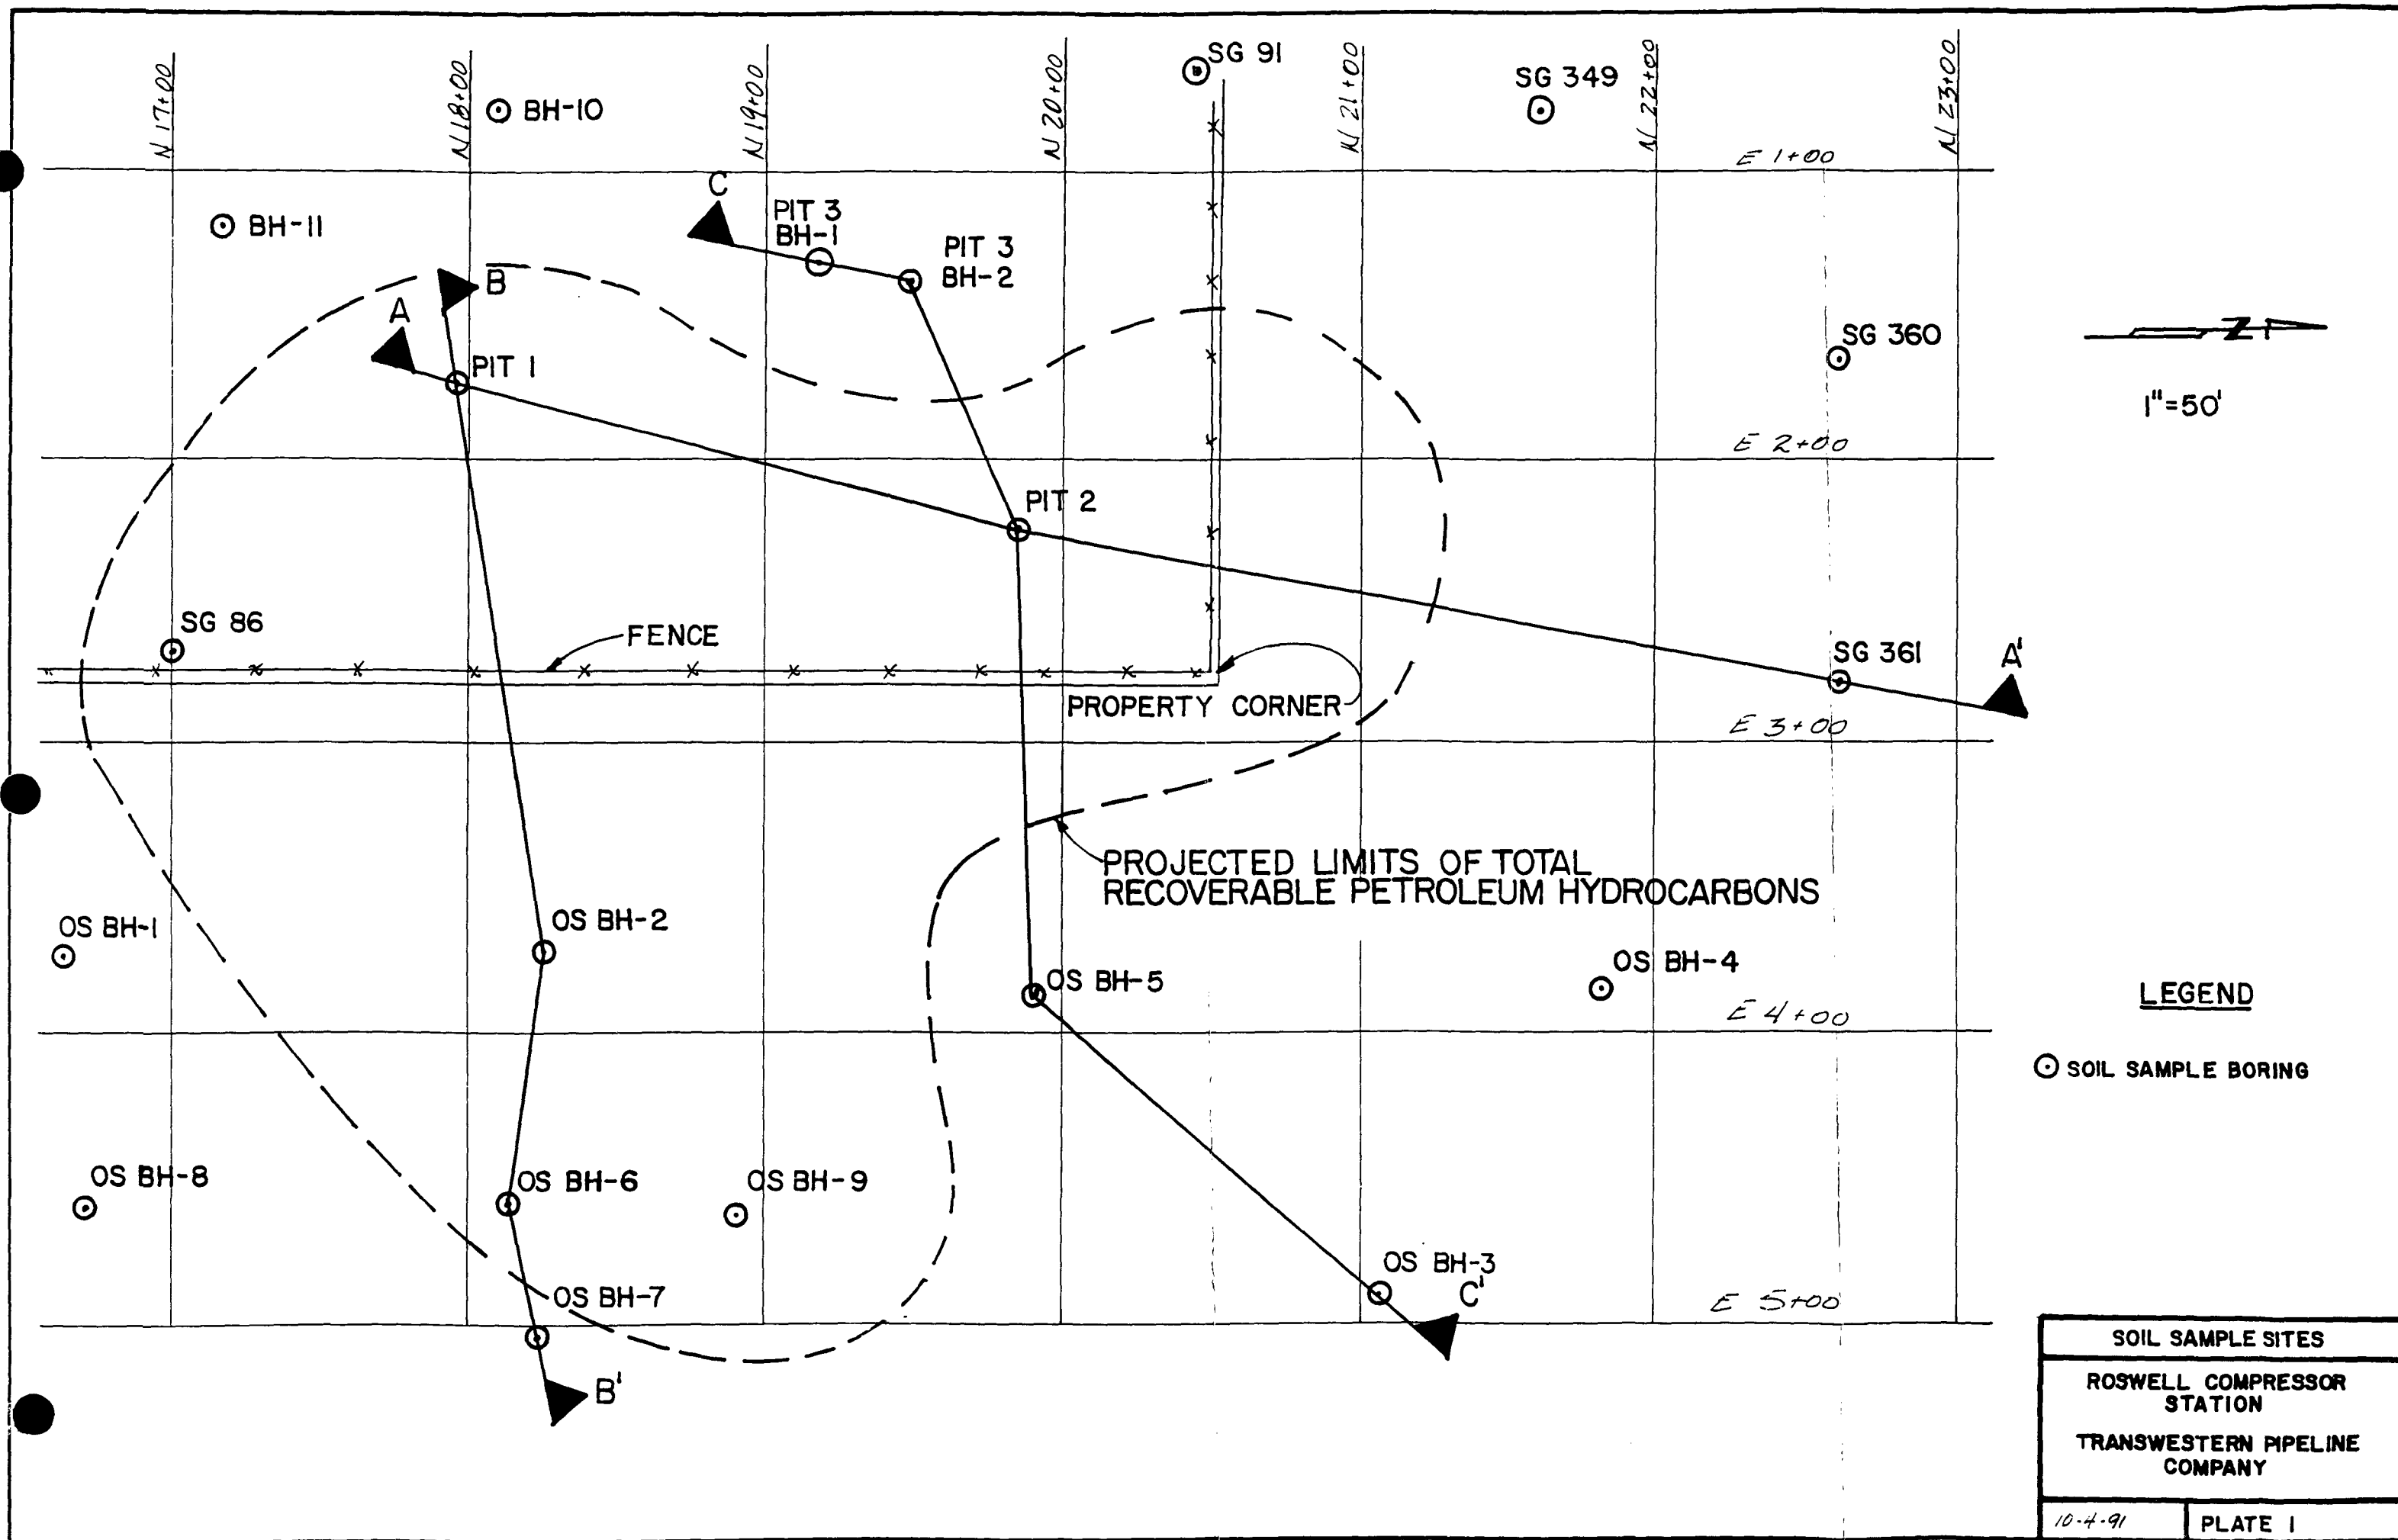 N 17+00
N 18+00
N 19+00
N 20+00
N 21+00
N 22+00
N 23+00
SG 91
SG 349
BH-10
E 1+00
C
PIT 3
BH-1
BH-11
PIT 3
BH-2
B
A
N
SG 360
PIT 1
1"=50'
E 2+00
PIT 2
SG 86
FENCE
SG 361
A'
PROPERTY CORNER
E 3+00
PROJECTED LIMITS OF TOTAL
RECOVERABLE PETROLEUM HYDROCARBONS
OS BH-1
OS BH-2
OS BH-5
OS BH-4
LEGEND
E 4+00
SOIL SAMPLE BORING
OS BH-8
OS BH-6
OS BH-9
OS BH-3
C'
OS BH-7
E 5+00
B'
SOIL SAMPLE SITES
ROSWELL COMPRESSOR
STATION
TRANSWESTERN PIPELINE
COMPANY
10-4-91
PLATE 1